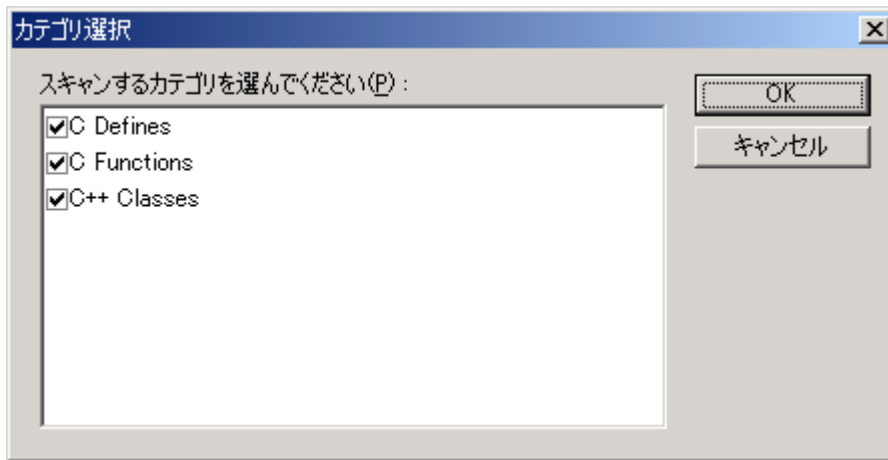 カテゴリ選択
スキャンするカテゴリを選んでください(P) :
C Defines
C Functions
C++ Classes
OK
キャンセル